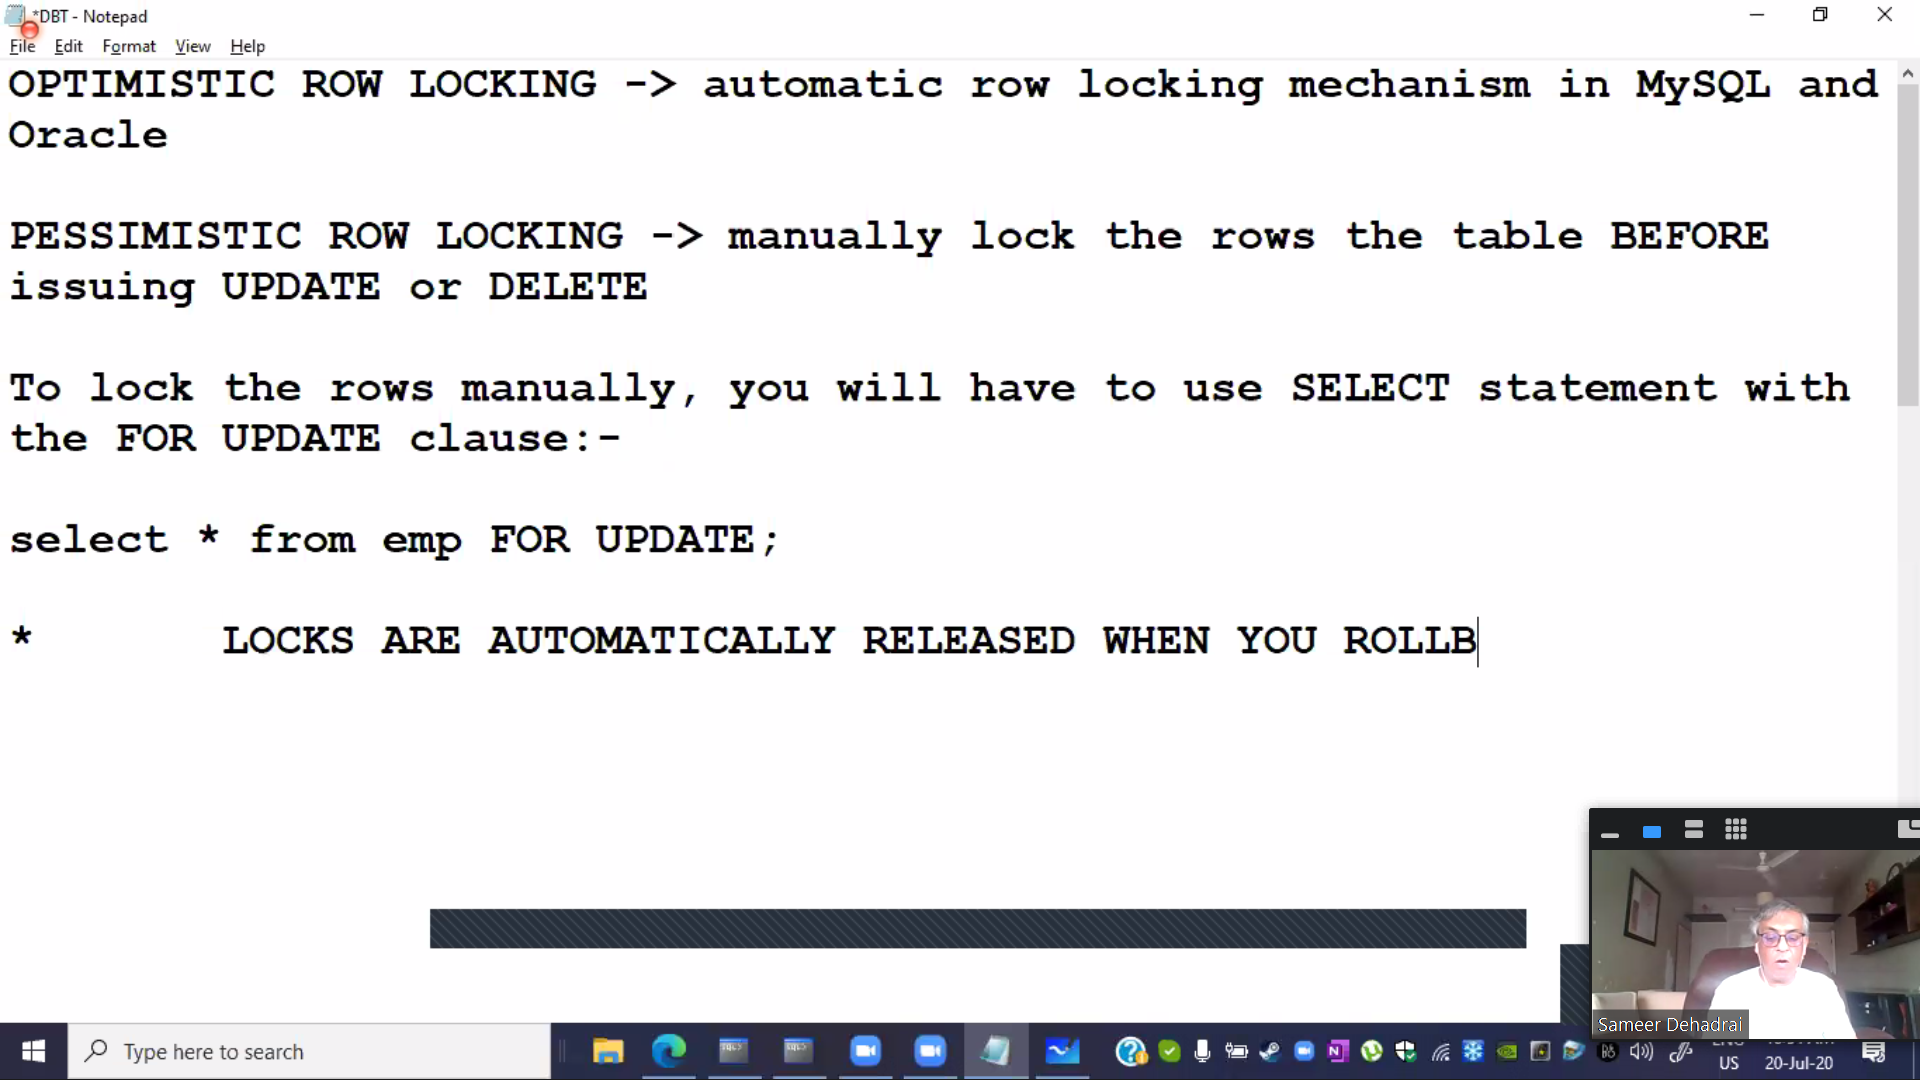 *DBT - Notepad
File Edit Format View Help
OPTIMISTIC ROW LOCKING -> automatic row locking mechanism in MySQL and
Oracle
PESSIMISTIC ROW LOCKING -> manually lock the rows the table BEFORE
issuing UPDATE or DELETE
To lock the rows manually, you will have to use SELECT statement with
the FOR UPDATE clause:-
select * from emp FOR UPDATE;
* LOCKS ARE AUTOMATICALLY RELEASED WHEN YOU ROLLB
Sameer Dehadrai
Type here to search
US 20-Jul-20